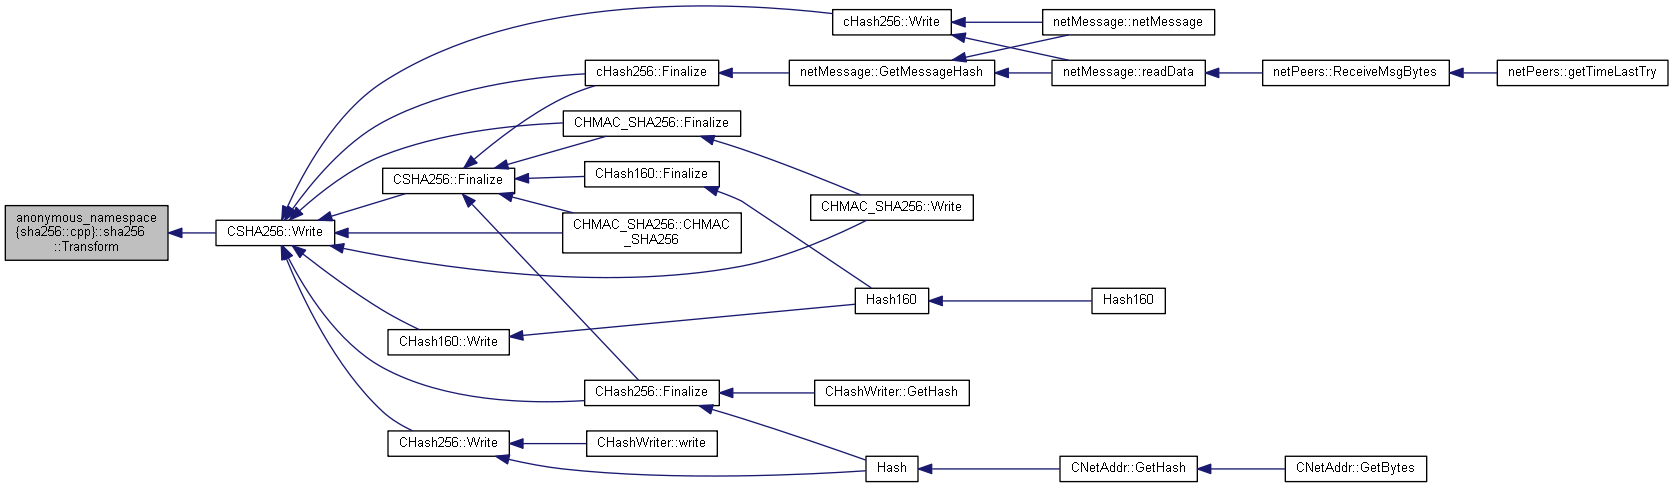 cHash256::Write
netMessage::netMessage
cHash256::Finalize
netMessage::GetMessageHash
netMessage::readData
netPeers::ReceiveMsgBytes
netPeers::getTimeLastTry
CHMAC_SHA256::Finalize
CHash160::Finalize
CSHA256::Finalize
CHMAC_SHA256::Write
anonymous_namespace
{sha256::cpp}::sha256
::Transform
CSHA256::Write
CHMAC_SHA256::CHMAC
_SHA256
Hash160
Hash160
CHash160::Write
CHash256::Finalize
CHashWriter::GetHash
CHash256::Write
CHashWriter::write
Hash
CNetAddr::GetHash
CNetAddr::GetBytes